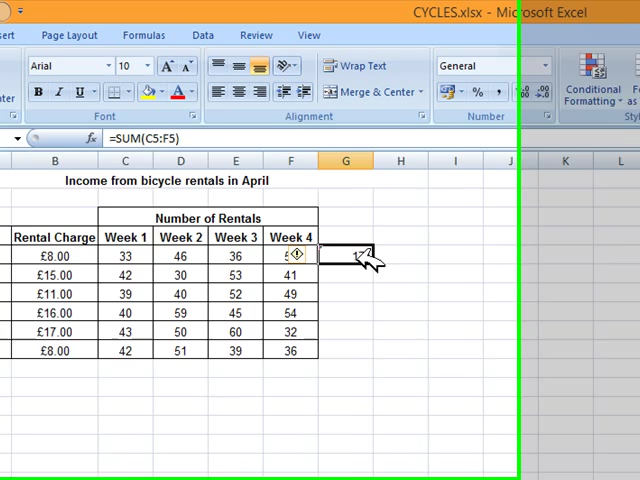 CYCLES.xlsx - Microsoft Excel
Page Layout Formulas Data Review View
Arial 10 A A Wrap Text General
B I U A Merge & Center % , Conditional Formatting
Font Alignment Number
fx =SUM(C5:F5)
B C D E F G H I J K L
Income from bicycle rentals in April
Number of Rentals
Rental Charge Week 1 Week 2 Week 3 Week 4
£8.00 33 46 36
£15.00 42 30 53 41
£11.00 39 40 52 49
£16.00 40 59 45 54
£17.00 43 50 60 32
£8.00 42 51 39 36